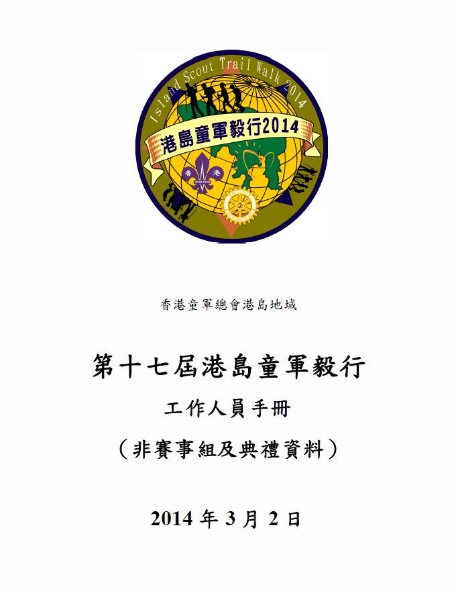 Island Scout Trail Walk 2014
港島童軍毅行2014
香 港
香港童軍總會港島地域
第十七屆港島童軍毅行
工作人員手冊
（非賽事組及典禮資料）
2014 年 3 月 2 日